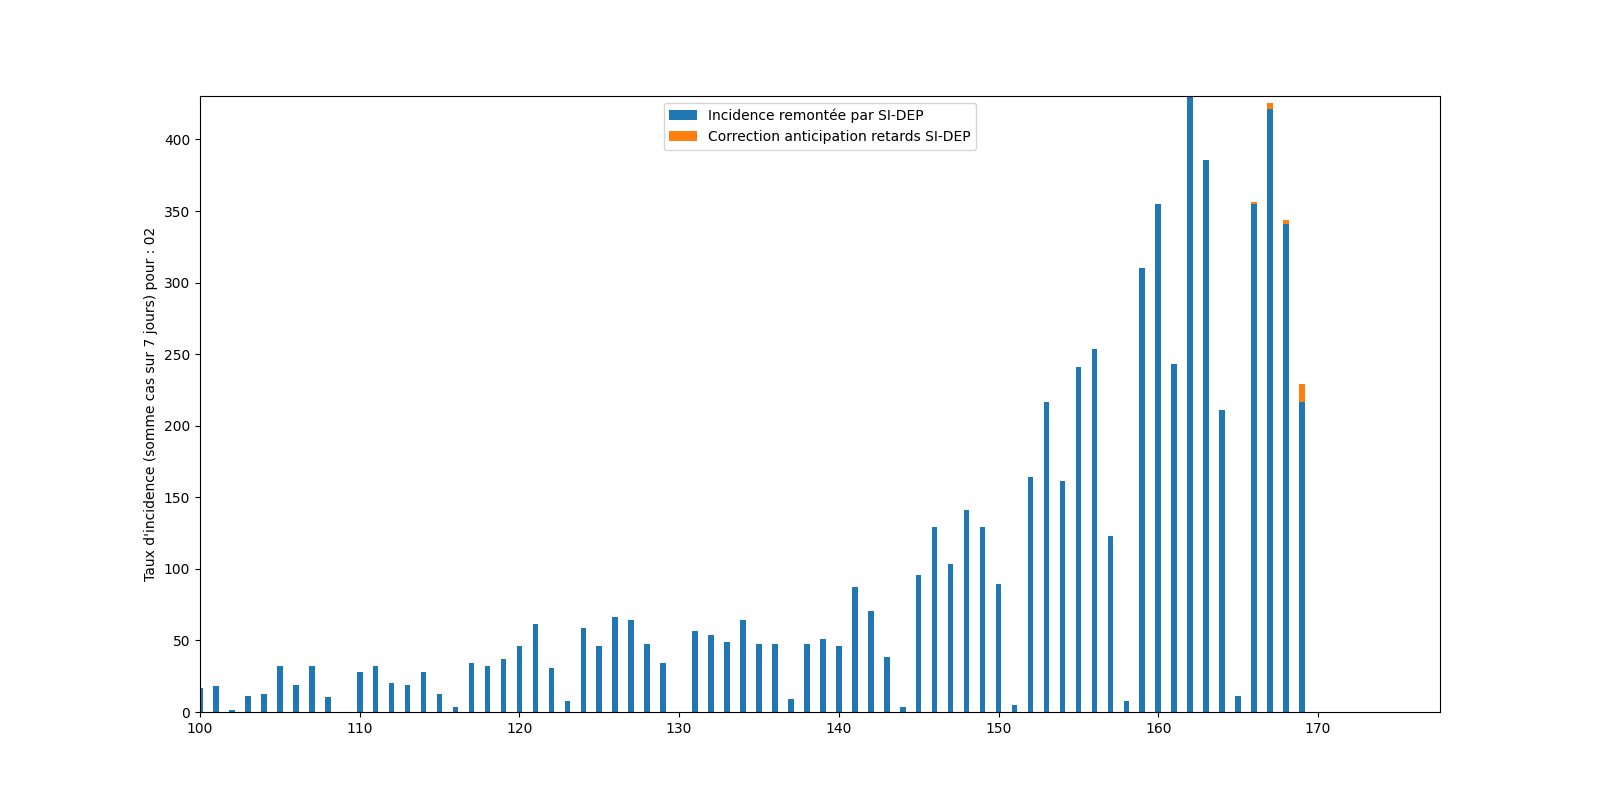 Incidence remontée par SI-DEP
Correction anticipation retards SI-DEP
Taux d'incidence (somme cas sur 7 jours) pour : 02
400
350
300
250
200
150
100
50
0
100 110 120 130 140 150 160 170